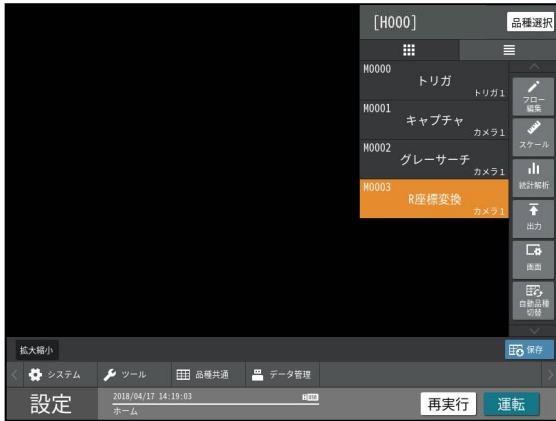 [H000]
品種選択
M0000
トリガ
トリガ1
M0001
キャプチャ
カメラ1
M0002
グレーサーチ
カメラ1
M0003
R座標変換
カメラ1
フロー
編集
スケール
統計解析
出力
画面
自動品種
切替
拡大縮小
保存
システム
ツール
品種共通
データ管理
設定
2018/04/17 14:19:03
ホーム
再実行
運転